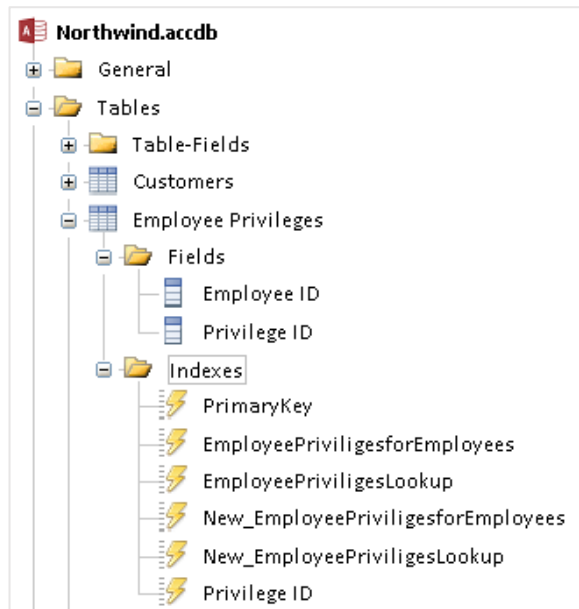 Northwind.accdb
General
Tables
Table-Fields
Customers
Employee Privileges
Fields
Employee ID
Privilege ID
Indexes
PrimaryKey
EmployeePriviligesforEmployees
EmployeePriviligesLookup
New_EmployeePriviligesforEmployees
New_EmployeePriviligesLookup
Privilege ID